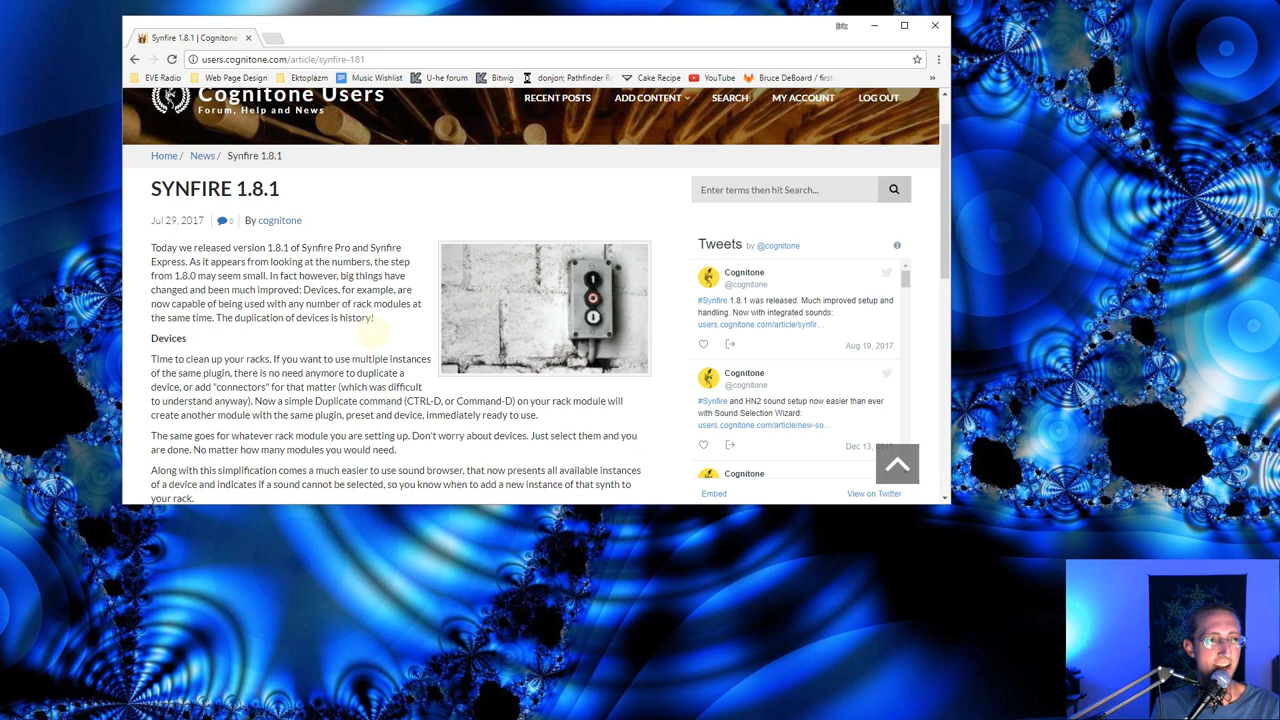 Synfire 1.8.1 | Cognitone
users.cognitone.com/article/synfire-181
EVE Radio
Web Page Design
Ektoplazm
Music Wishlist
U-he forum
Bitwig
donjon; Pathfinder R
Cake Recipe
YouTube
Bruce DeBoard / first
»
Cognitone Users
Forum, Help and News
RECENT POSTS
ADD CONTENT
SEARCH
MY ACCOUNT
LOG OUT
Home / News / Synfire 1.8.1
SYNFIRE 1.8.1
Jul 29, 2017
0
By cognitone
Today we released version 1.8.1 of Synfire Pro and Synfire
Express. As it appears from looking at the numbers, the step
from 1.8.0 may seem small. In fact however, big things have
changed and been much improved: Devices, for example, are
now capable of being used with any number of rack modules at
the same time. The duplication of devices is history!
Devices
Time to clean up your racks. If you want to use multiple instances
of the same plugin, there is no need anymore to duplicate a
device, or add "connectors" for that matter (which was difficult
to understand anyway). Now a simple Duplicate command (CTRL-D, or Command-D) on your rack module will
create another module with the same plugin, preset and device, immediately ready to use.
The same goes for whatever rack module you are setting up. Don't worry about devices. Just select them and you
are done. No matter how many modules you would need.
Along with this simplification comes a much easier to use sound browser, that now presents all available instances
of a device and indicates if a sound cannot be selected, so you know when to add a new instance of that synth to
your rack.
Enter terms then hit Search...
Tweets by @cognitone
Cognitone
@cognitone
#Synfire 1.8.1 was released. Much improved setup and
handling. Now with integrated sounds:
users.cognitone.com/article/synfir…
Aug 19, 2017
Cognitone
@cognitone
#Synfire and HN2 sound setup now easier than ever
with Sound Selection Wizard:
users.cognitone.com/article/new-so…
Dec 13,
Cognitone
Embed
View on Twitter